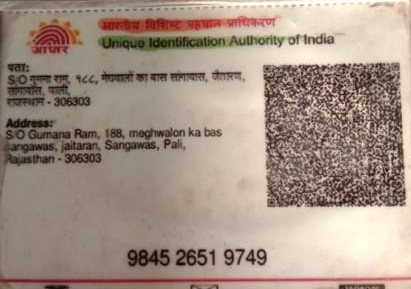 भारतीय विशिष्ट पहचान प्राधिकरण
Unique Identification Authority of India
आधार
पता:
S/O गुमना राम, १८८, मेघवालों का बास सांगावास, जैतारण,
सांगावास, पाली,
राजस्थान - 306303
Address:
S/O Gumana Ram, 188, meghwalon ka bas
sangawas, jaitaran, Sangawas, Pali,
Rajasthan - 306303
9845 2651 9749